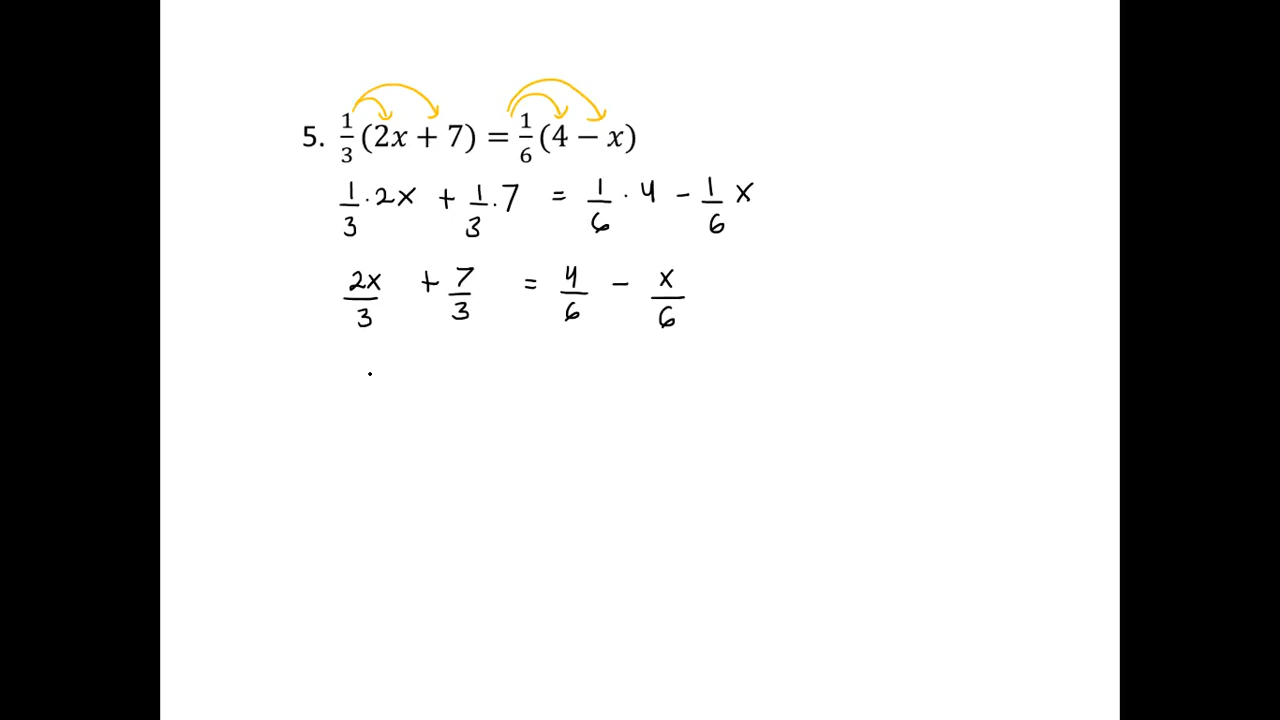 5. 1/3 (2x + 7) = 1/6 (4 − x)
1/3 · 2x + 1/3 · 7 = 1/6 · 4 - 1/6 x
2x/3 + 7/3 = 4/6 - x/6